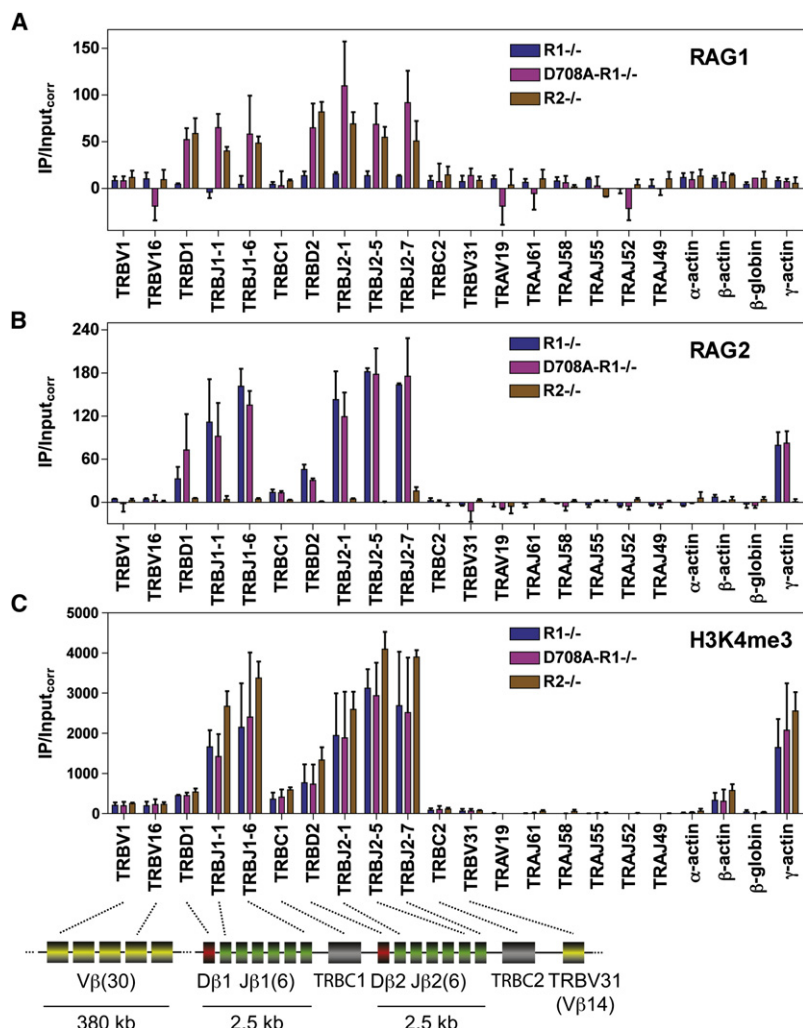 A
150
100
50
0
IP/Input corr
R1-/-
D708A-R1-/-
R2-/-
RAG1
TRBV1
TRBV16
TRBD1
TRBJ1-1
TRBJ1-6
TRBC1
TRBD2
TRBJ2-1
TRBJ2-5
TRBJ2-7
TRBC2
TRBV31
TRAV19
TRAJ61
TRAJ58
TRAJ55
TRAJ52
TRAJ49
α-actin
β-actin
β-globin
γ-actin
B
240
180
120
60
0
IP/Input corr
R1-/-
D708A-R1-/-
R2-/-
RAG2
TRBV1
TRBV16
TRBD1
TRBJ1-1
TRBJ1-6
TRBC1
TRBD2
TRBJ2-1
TRBJ2-5
TRBJ2-7
TRBC2
TRBV31
TRAV19
TRAJ61
TRAJ58
TRAJ55
TRAJ52
TRAJ49
α-actin
β-actin
β-globin
γ-actin
C
5000
4000
3000
2000
1000
0
IP/Input corr
R1-/-
D708A-R1-/-
R2-/-
H3K4me3
TRBV1
TRBV16
TRBD1
TRBJ1-1
TRBJ1-6
TRBC1
TRBD2
TRBJ2-1
TRBJ2-5
TRBJ2-7
TRBC2
TRBV31
TRAV19
TRAJ61
TRAJ58
TRAJ55
TRAJ52
TRAJ49
α-actin
β-actin
β-globin
γ-actin
Vβ(30) Dβ1 Jβ1(6) TRBC1 Dβ2 Jβ2(6) TRBC2 TRBV31
(Vβ14)
380 kb 2.5 kb 2.5 kb